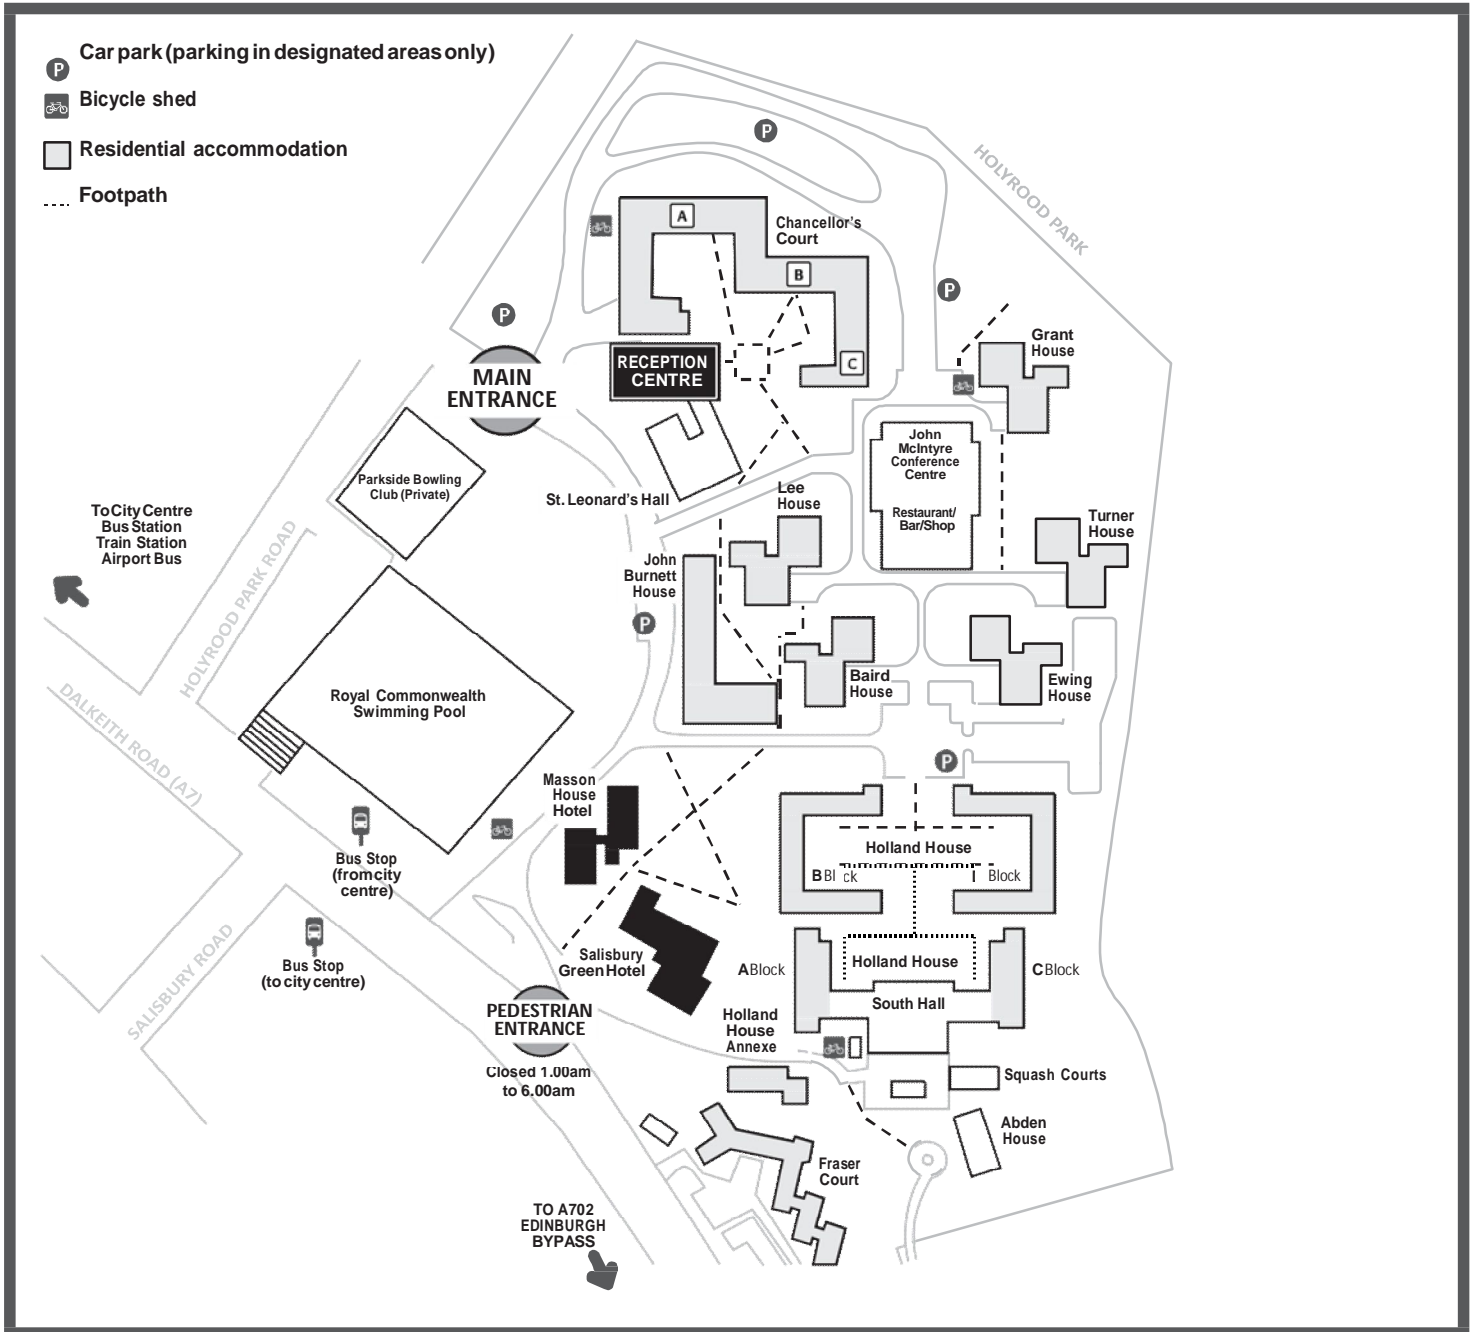 Car park (parking in designated areas only)
Bicycle shed
Residential accommodation
Footpath
P
P
HOLYROOD PARK
A
Chancellor's
Court
B
P
P
Grant
House
RECEPTION
CENTRE
C
MAIN
ENTRANCE
John
McIntyre
Conference
Centre
Restaurant/
Bar/Shop
Parkside Bowling
Club (Private)
St. Leonard's Hall
Lee
House
To City Centre
Bus Station
Train Station
Airport Bus
HOLYROOD PARK ROAD
Turner
House
John
Burnett
House
P
Baird
House
Ewing
House
Royal Commonwealth
Swimming Pool
DALKEITH ROAD (A7)
P
Masson
House
Hotel
Bus Stop
(from city
centre)
Holland House
B Bl ck
Block
Bus Stop
(to city centre)
SALISBURY ROAD
Salisbury
Green Hotel
A Block
Holland House
C Block
South Hall
PEDESTRIAN
ENTRANCE
Closed 1.00am
to 6.00am
Holland
House
Annexe
Squash Courts
Abden
House
Fraser
Court
TO A702
EDINBURGH
BYPASS
P